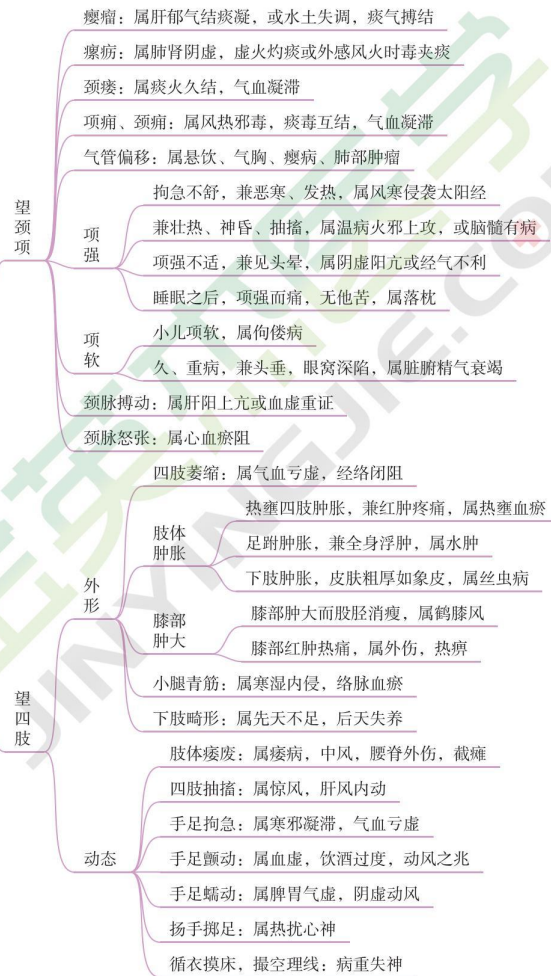 望颈项
瘿瘤：属肝郁气结痰凝，或水土失调，痰气搏结
瘰疬：属肺肾阴虚，虚火灼痰或外感风火时毒夹痰
颈瘘：属痰火久结，气血凝滞
项痈、颈痈：属风热邪毒，痰毒互结，气血凝滞
气管偏移：属悬饮、气胸、瘿病、肺部肿瘤
项强
拘急不舒，兼恶寒、发热，属风寒侵袭太阳经
兼壮热、神昏、抽搐，属温病火邪上攻，或脑髓有病
项强不适，兼见头晕，属阴虚阳亢或经气不利
睡眠之后，项强而痛，无他苦，属落枕
项软
小儿项软，属佝偻病
久、重病，兼头垂，眼窝深陷，属脏腑精气衰竭
颈脉搏动：属肝阳上亢或血虚重证
颈脉怒张：属心血瘀阻
望四肢
外形
四肢萎缩：属气血亏虚，经络闭阻
肢体肿胀
热壅四肢肿胀，兼红肿疼痛，属热壅血瘀
足跗肿胀，兼全身浮肿，属水肿
下肢肿胀，皮肤粗厚如象皮，属丝虫病
膝部肿大
膝部肿大而股胫消瘦，属鹤膝风
膝部红肿热痛，属外伤，热痹
小腿青筋：属寒湿内侵，络脉血瘀
下肢畸形：属先天不足，后天失养
动态
肢体痿废：属痿病，中风，腰脊外伤，截瘫
四肢抽搐：属惊风，肝风内动
手足拘急：属寒邪凝滞，气血亏虚
手足颤动：属血虚，饮酒过度，动风之兆
手足蠕动：属脾胃气虚，阴虚动风
扬手掷足：属热扰心神
循衣摸床，撮空理线：病重失神
金英杰医学
JINYINGJIE.COM